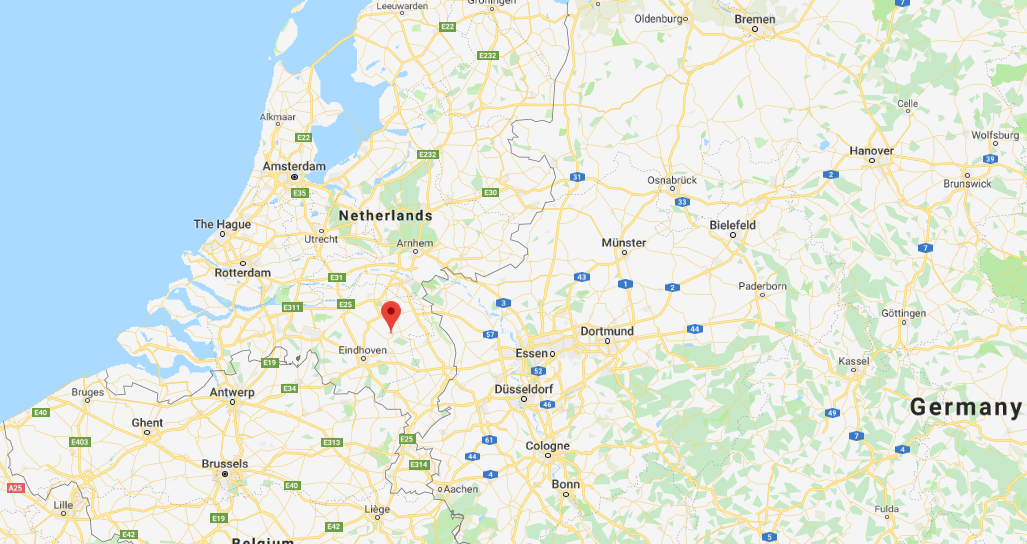 Leeuwarden
Groningen
7
Oldenburg
Bremen
E22
E232
Celle
Alkmaar
E22
Wolfsburg
Amsterdam
E232
Hanover
39
31
2
Osnabrück
Brunswick
E35
E30
33
Netherlands
The Hague
Utrecht
Arnhem
Münster
Bielefeld
7
Rotterdam
E31
43
1
2
Paderborn
E311
E25
3
Göttingen
57
Dortmund
44
Eindhoven
Essen
E19
Kassel
52
Bruges
Antwerp
E34
Düsseldorf
46
Germany
E40
49
Ghent
E403
E313
E25
61
Cologne
7
4
44
Brussels
E314
4
A25
E40
Aachen
Bonn
Lille
Liège
Fulda
E19
E42
E42
5
Belgium